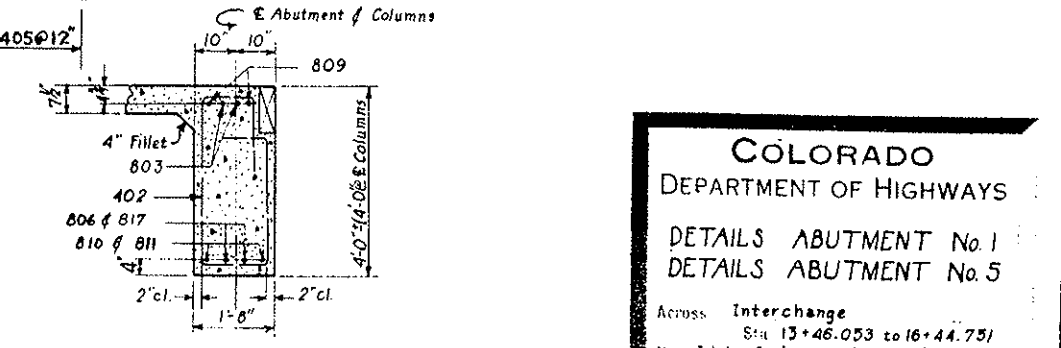 ℄ Abutment & Columns
405@12"
10" 10"
809
7½"
4" Fillet
803
402
4'-0"±(4'-0"@ ℄ Columns
806 & 817
810 & 811
4"
2"cl.
2"cl.
1'-8"
COLORADO
DEPARTMENT OF HIGHWAYS
DETAILS ABUTMENT No. 1
DETAILS ABUTMENT No. 5
Across Interchange
Sta 13+46.053 to 16+44.751